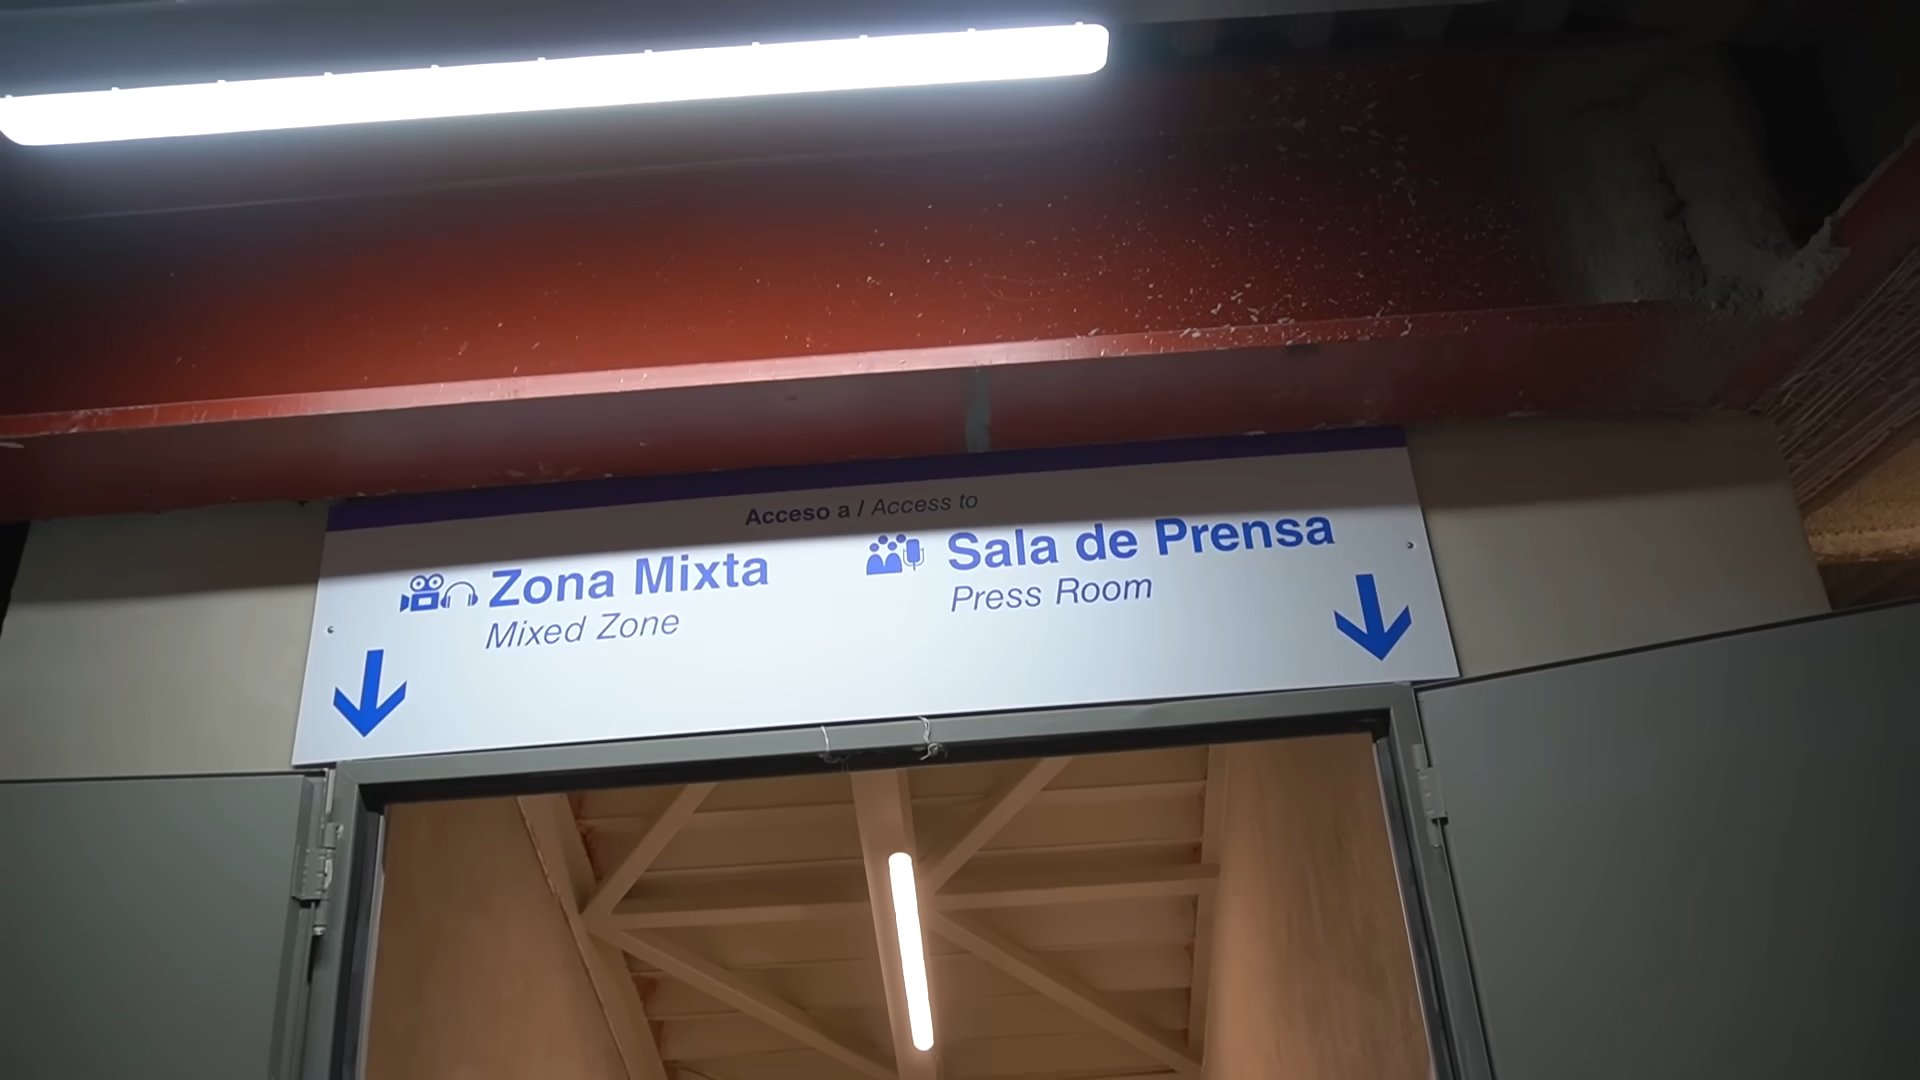 Acceso a / Access to
Zona Mixta
Mixed Zone
Sala de Prensa
Press Room